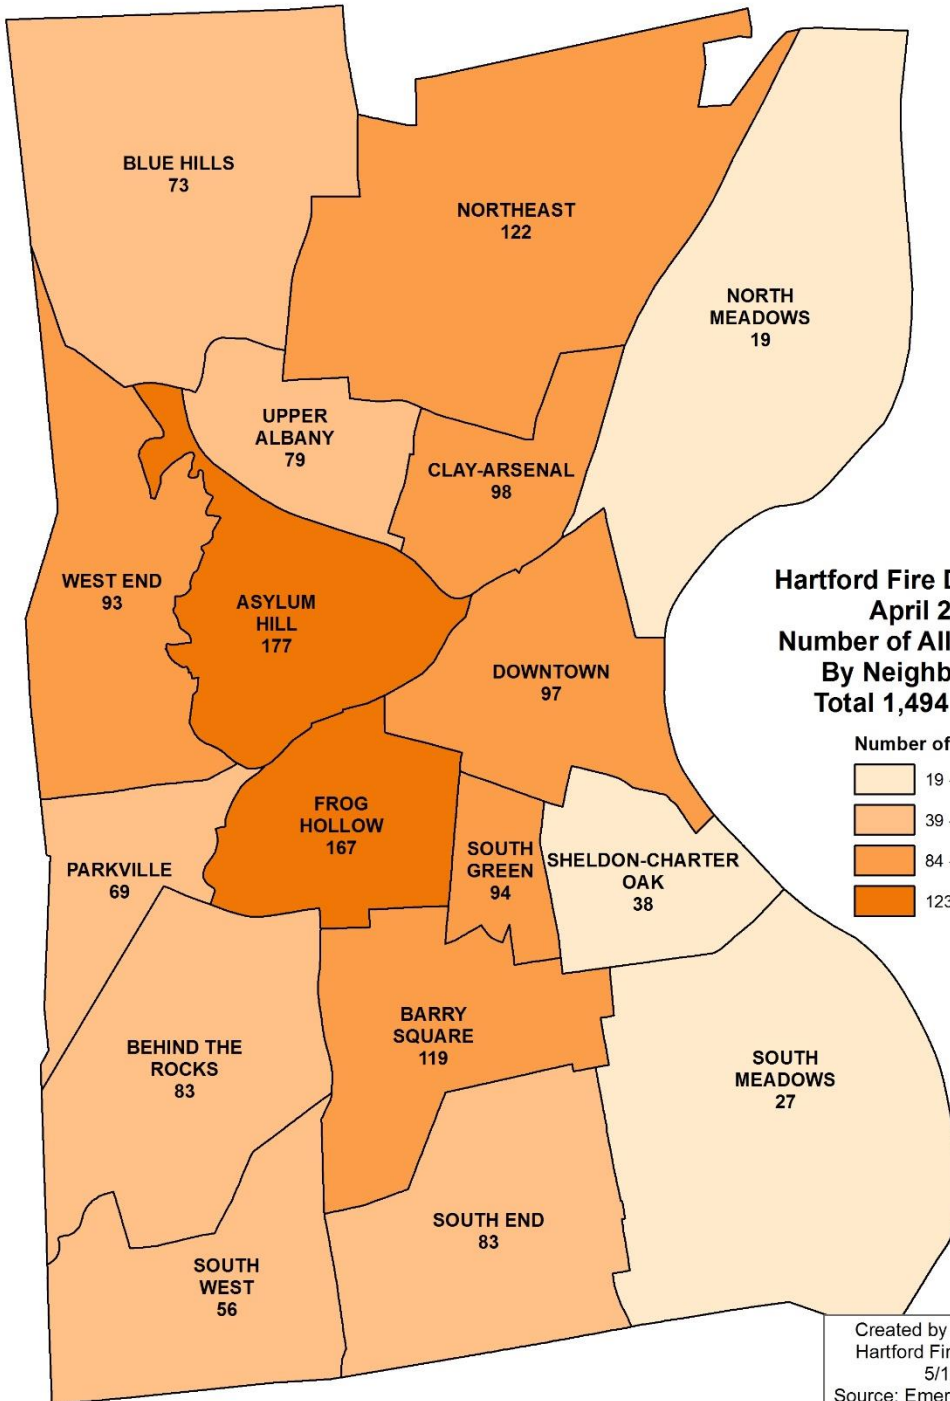 BLUE HILLS
73
NORTHEAST
122
NORTH
MEADOWS
19
UPPER
ALBANY
79
CLAY-ARSENAL
98
WEST END
93
ASYLUM
HILL
177
DOWNTOWN
97
Hartford Fire
April 2
Number of All
By Neighb
Total 1,494
Number of
19
39
84
123
FROG
HOLLOW
167
PARKVILLE
69
SOUTH
GREEN
94
SHELDON-CHARTER
OAK
38
BARRY
SQUARE
119
BEHIND THE
ROCKS
83
SOUTH
MEADOWS
27
SOUTH END
83
SOUTH
WEST
56
Created by
Hartford Fir
5/1
Source: Emer